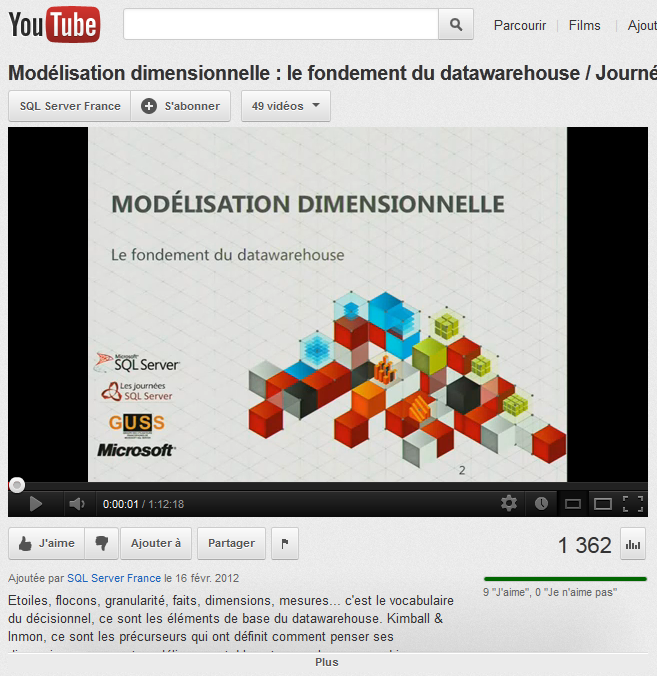 YouTube
Parcourir Films Ajout
Modélisation dimensionnelle : le fondement du datawarehouse / Journé
SQL Server France S'abonner 49 vidéos
MODÉLISATION DIMENSIONNELLE
Le fondement du datawarehouse
Microsoft
SQL Server
Les journées
SQL Server
GUSS
Microsoft
2
0:00:01 / 1:12:18
J'aime Ajouter à Partager 1 362
Ajoutée par SQL Server France le 16 févr. 2012
9 "J'aime", 0 "Je n'aime pas"
Etoiles, flocons, granularité, faits, dimensions, mesures... c'est le vocabulaire
du décisionnel, ce sont les éléments de base du datawarehouse. Kimball &
Inmon, ce sont les précurseurs qui ont définit comment penser ses
Plus